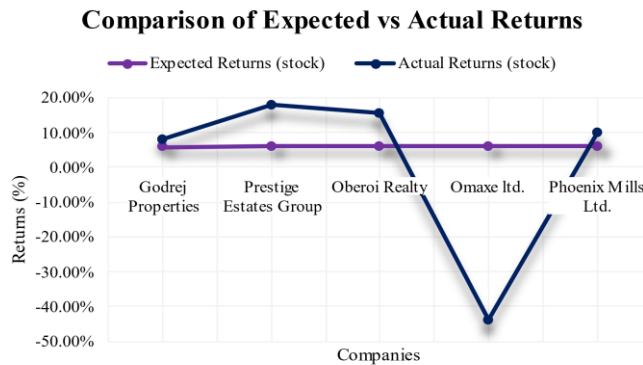 Comparison of Expected vs Actual Returns
Expected Returns (stock) Actual Returns (stock)
20.00%
10.00%
0.00%
-10.00%
-20.00%
-30.00%
-40.00%
-50.00%
Returns (%)
Godrej Properties
Prestige Estates Group
Oberoi Realty
Omaxe ltd.
Phoenix Mills Ltd.
Companies